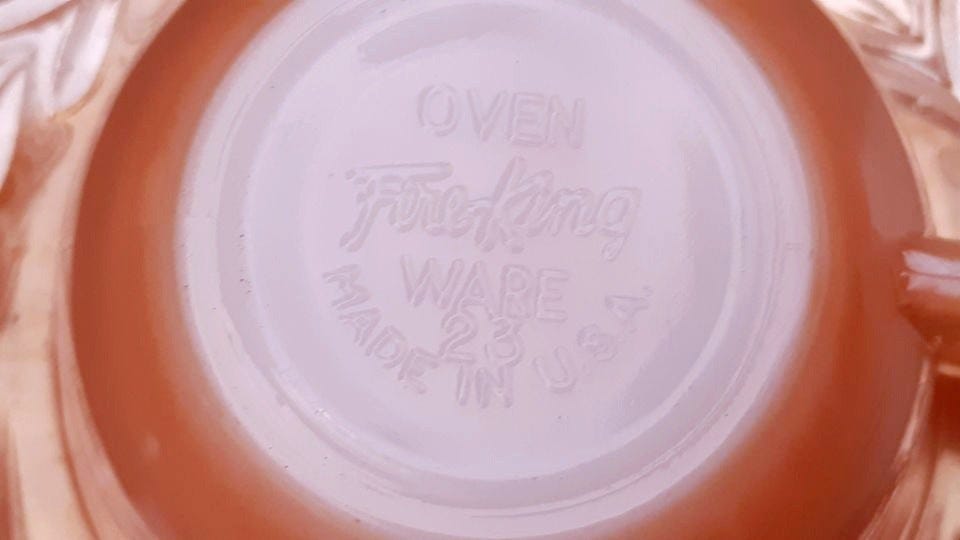 OVEN
Fire-King
WARE
23
MADE IN U.S.A.